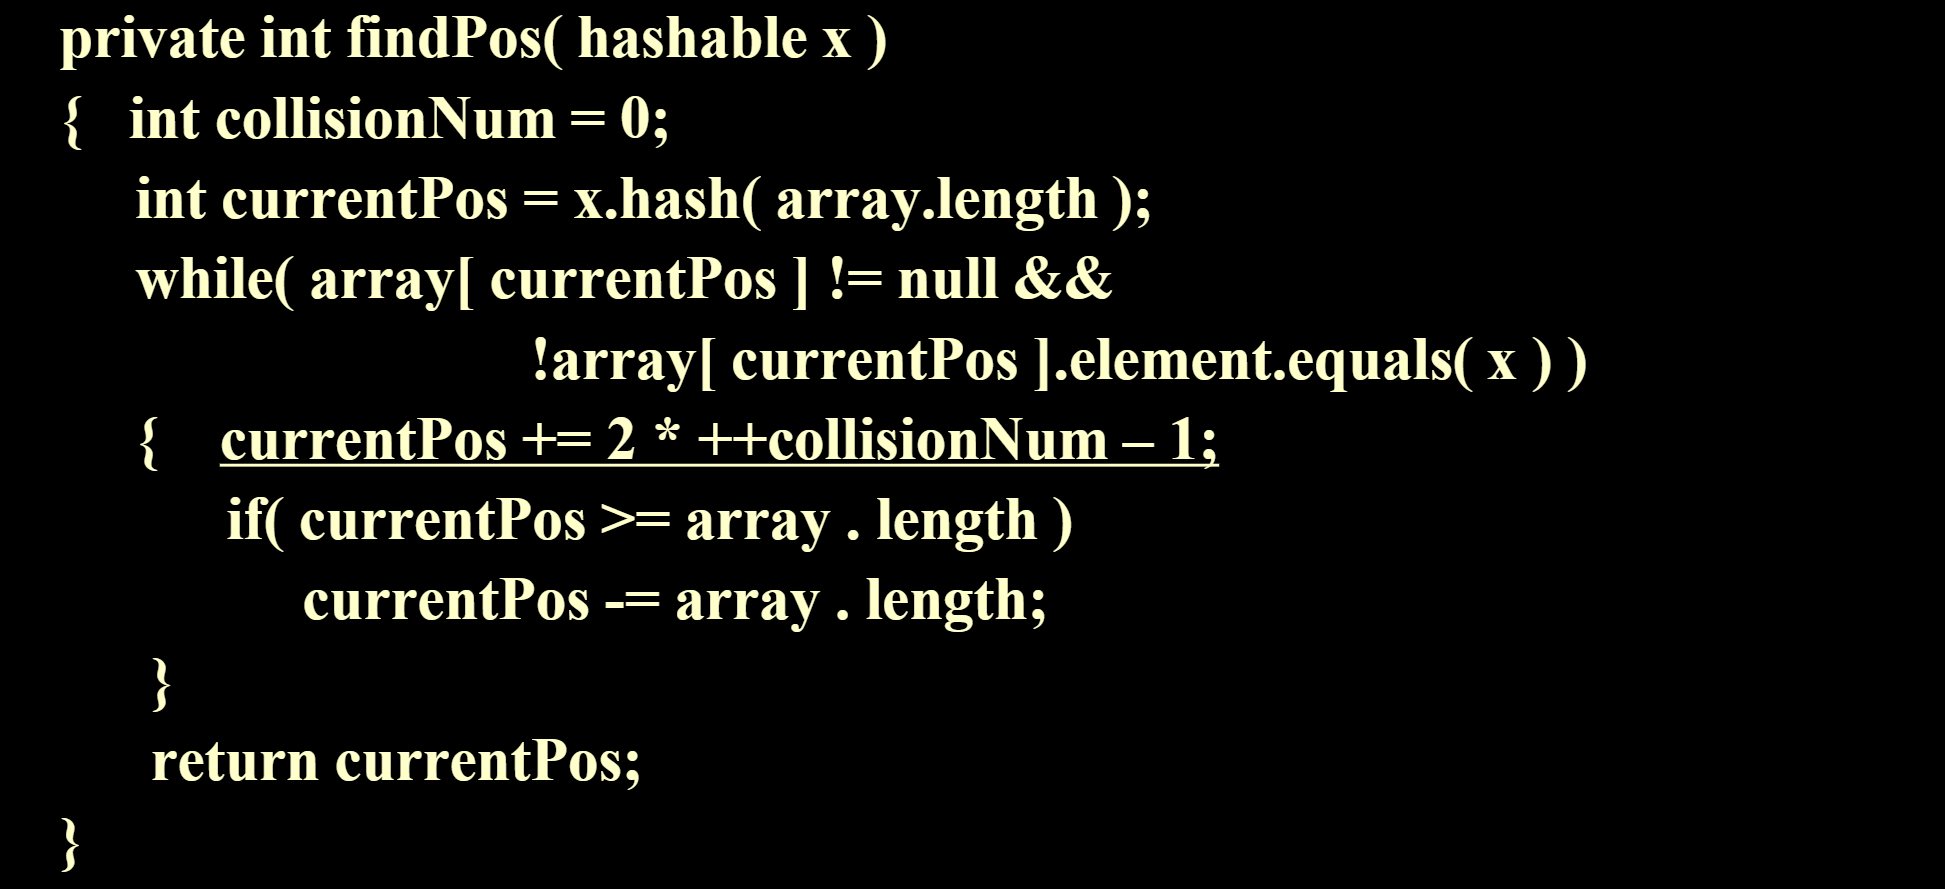 private int findPos( hashable x )
{ int collisionNum = 0;
int currentPos = x.hash( array.length );
while( array[ currentPos ] != null &&
!array[ currentPos ].element.equals( x ) )
{ currentPos += 2 * ++collisionNum – 1;
if( currentPos >= array . length )
currentPos -= array . length;
}
return currentPos;
}